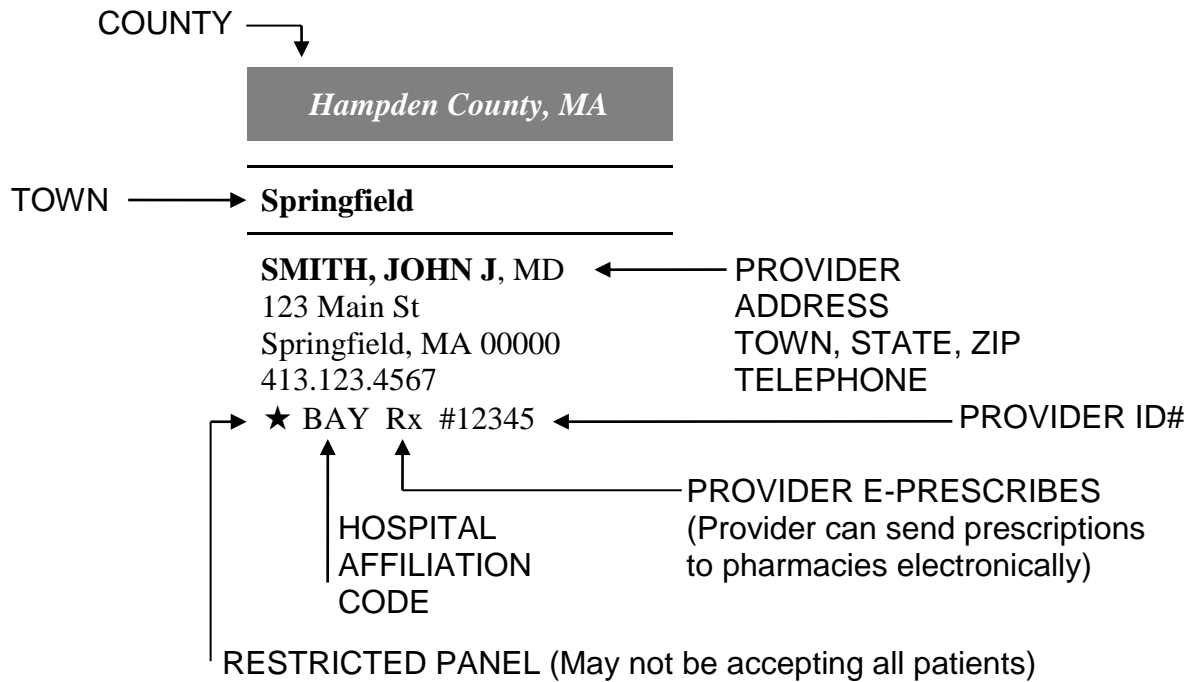 COUNTY
Hampden County, MA
TOWN
Springfield
SMITH, JOHN J, MD
123 Main St
Springfield, MA 00000
413.123.4567
★ BAY Rx #12345
PROVIDER
ADDRESS
TOWN, STATE, ZIP
TELEPHONE
PROVIDER ID#
PROVIDER E-PRESCRIBES
(Provider can send prescriptions
to pharmacies electronically)
HOSPITAL
AFFILIATION
CODE
RESTRICTED PANEL (May not be accepting all patients)